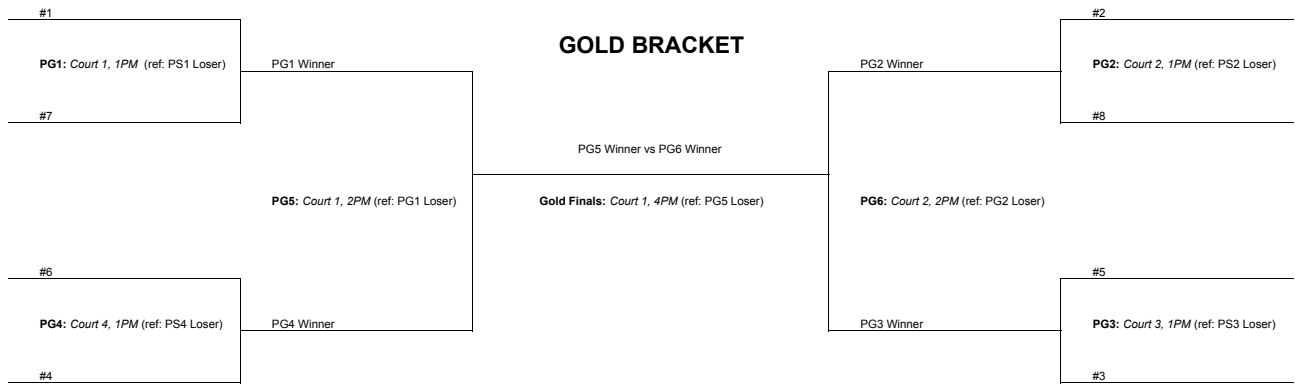 #1
#2
GOLD BRACKET
PG1: Court 1, 1PM (ref: PS1 Loser)
PG1 Winner
PG2 Winner
PG2: Court 2, 1PM (ref: PS2 Loser)
#7
#8
PG5 Winner vs PG6 Winner
PG5: Court 1, 2PM (ref: PG1 Loser)
Gold Finals: Court 1, 4PM (ref: PG5 Loser)
PG6: Court 2, 2PM (ref: PG2 Loser)
#6
#5
PG4: Court 4, 1PM (ref: PS4 Loser)
PG4 Winner
PG3 Winner
PG3: Court 3, 1PM (ref: PS3 Loser)
#4
#3